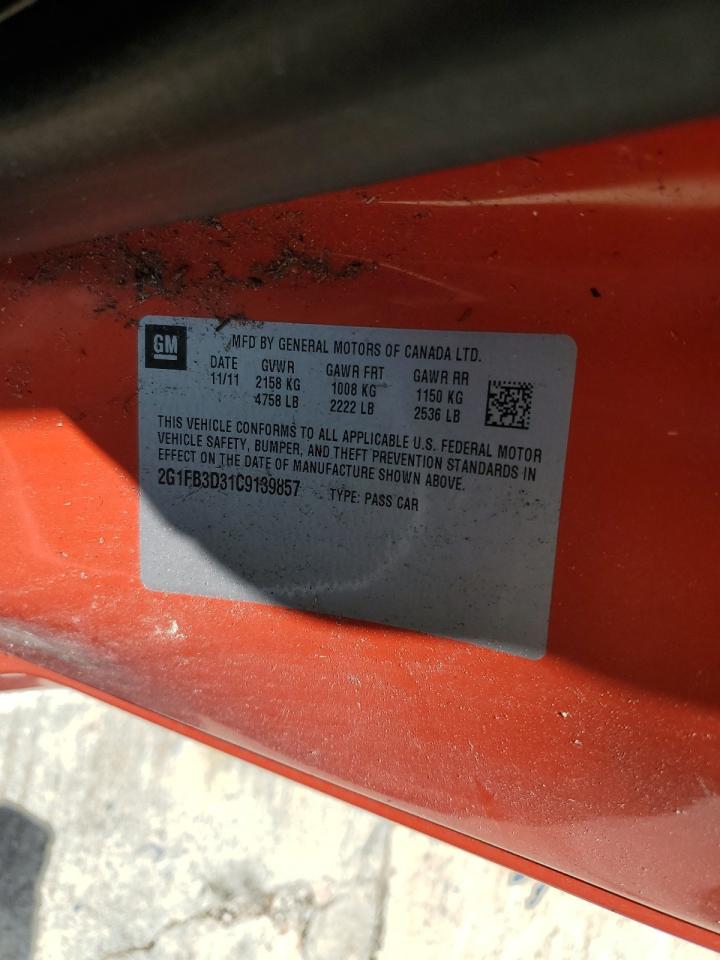 GM
MFD BY GENERAL MOTORS OF CANADA LTD.
DATE GVWR GAWR FRT GAWR RR
11/11 2158 KG 1008 KG 1150 KG
4758 LB 2222 LB 2536 LB
THIS VEHICLE CONFORMS TO ALL APPLICABLE U.S. FEDERAL MOTOR
VEHICLE SAFETY, BUMPER, AND THEFT PREVENTION STANDARDS IN
EFFECT ON THE DATE OF MANUFACTURE SHOWN ABOVE.
2G1FB3D31C9139857 TYPE: PASS CAR